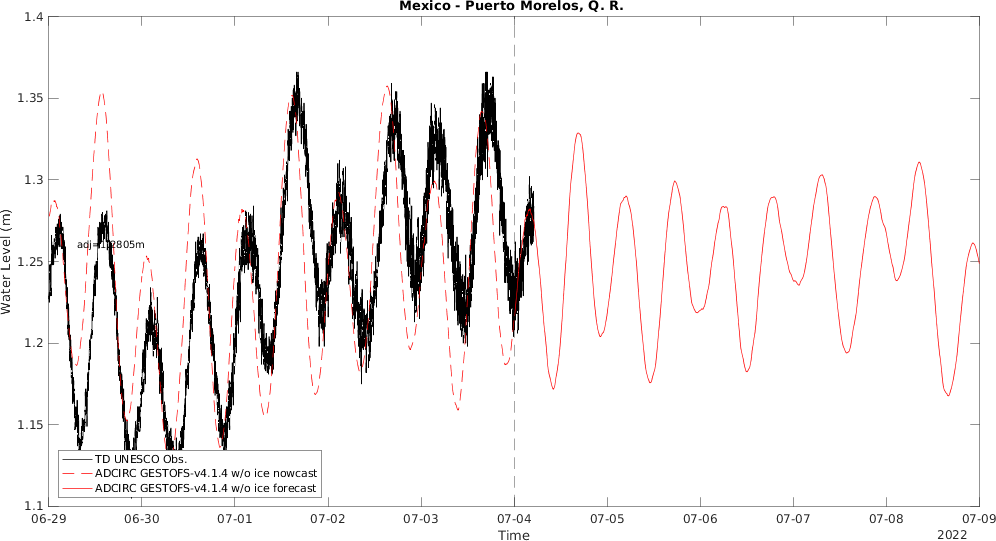 Mexico - Puerto Morelos, Q. R.
1.4
1.35
1.3
1.25
1.2
1.15
1.1
Water Level (m)
adj=1.2805m
TD UNESCO Obs.
ADCIRC GESTOFS-v4.1.4 w/o ice nowcast
ADCIRC GESTOFS-v4.1.4 w/o ice forecast
06-29 06-30 07-01 07-02 07-03 07-04 07-05 07-06 07-07 07-08 07-09
Time
2022